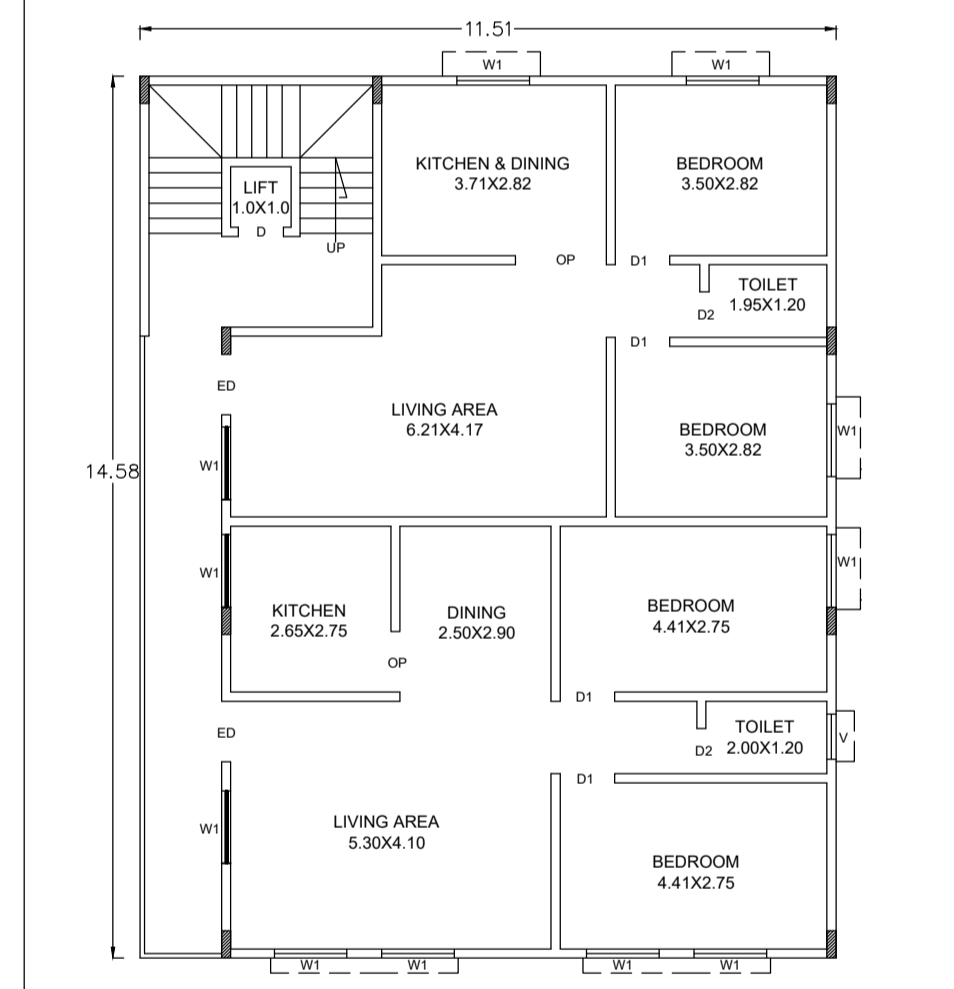 11.51
W1
W1
KITCHEN & DINING
3.71X2.82
BEDROOM
3.50X2.82
LIFT
1.0X1.0
D
UP
OP
D1
TOILET
1.95X1.20
D2
D1
ED
LIVING AREA
6.21X4.17
BEDROOM
3.50X2.82
W1
W1
14.58
W1
W1
KITCHEN
2.65X2.75
DINING
2.50X2.90
BEDROOM
4.41X2.75
OP
D1
ED
TOILET
2.00X1.20
D2
V
D1
W1
LIVING AREA
5.30X4.10
BEDROOM
4.41X2.75
W1
W1
W1
W1